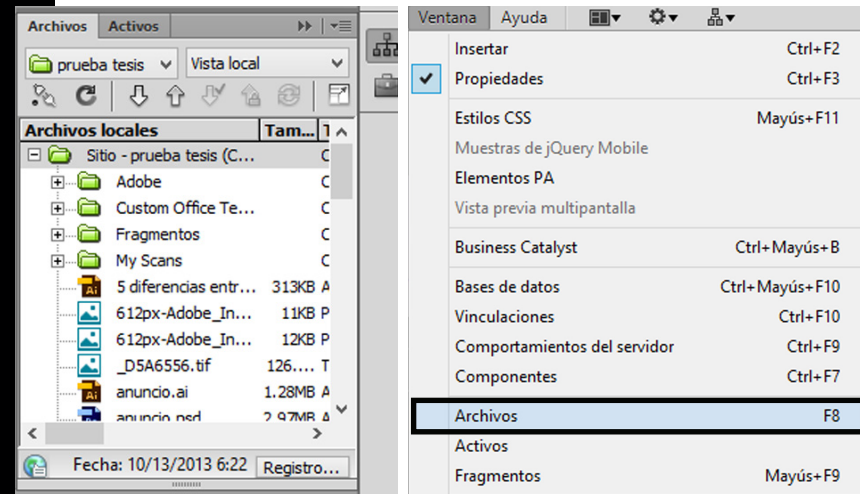 Archivos Activos
prueba tesis Vista local
Archivos locales Tam... T
Sitio - prueba tesis (C... C
Adobe C
Custom Office Te... C
Fragmentos C
My Scans C
5 diferencias entr... 313KB A
612px-Adobe_In... 11KB P
612px-Adobe_In... 12KB P
_D5A6556.tif 126.... T
anuncio.ai 1.28MB A
anuncio.psd 2.97MB A
Fecha: 10/13/2013 6:22 Registro...
Ventana Ayuda
Insertar Ctrl+F2
Propiedades Ctrl+F3
Estilos CSS Mayús+F11
Muestras de jQuery Mobile
Elementos PA
Vista previa multipantalla
Business Catalyst Ctrl+Mayús+B
Bases de datos Ctrl+Mayús+F10
Vinculaciones Ctrl+F10
Comportamientos del servidor Ctrl+F9
Componentes Ctrl+F7
Archivos F8
Activos
Fragmentos Mayús+F9